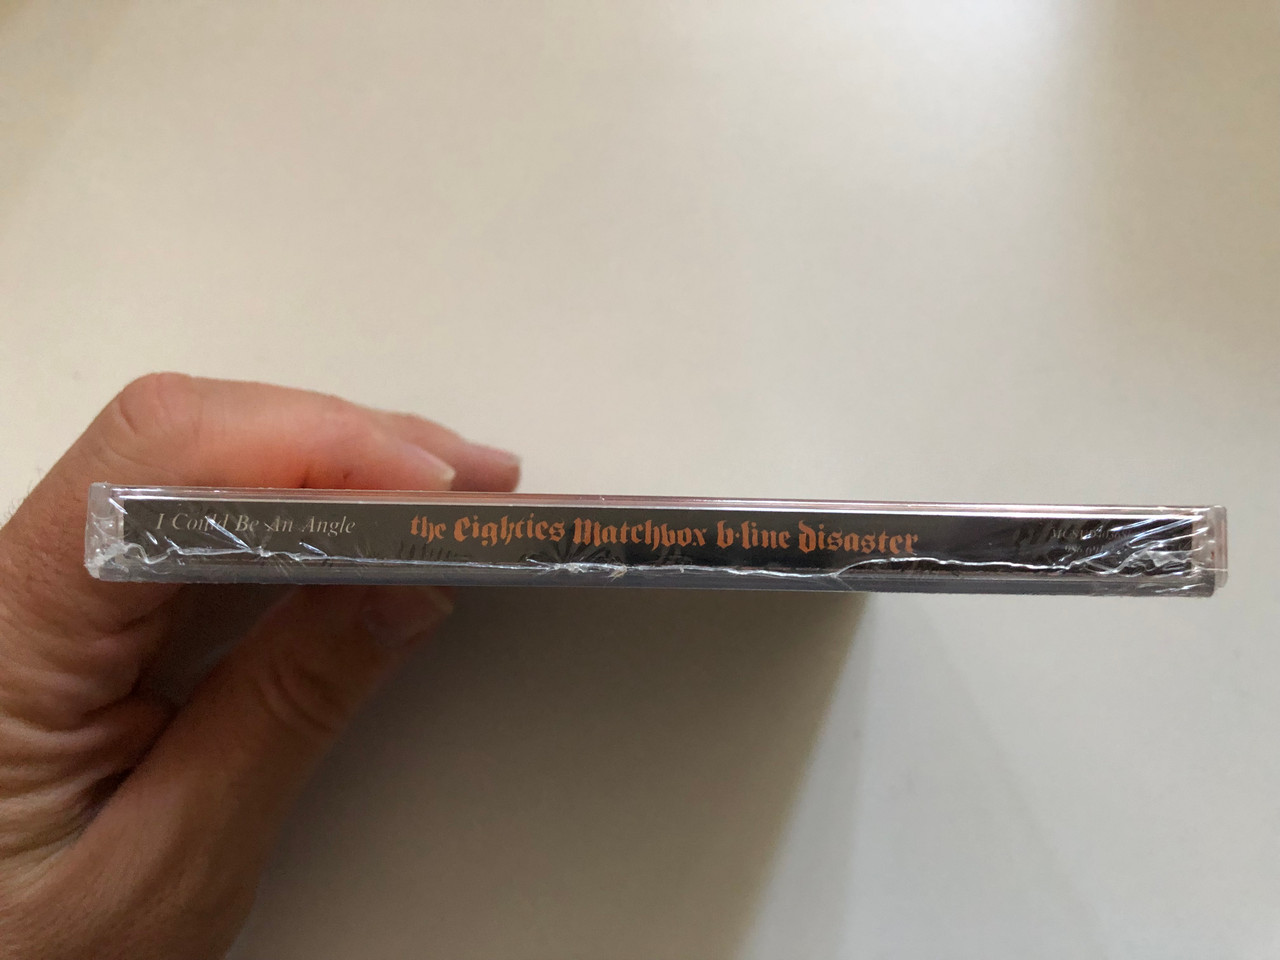 I Could Be An Angle
the Eighties Matchbox b-line disaster